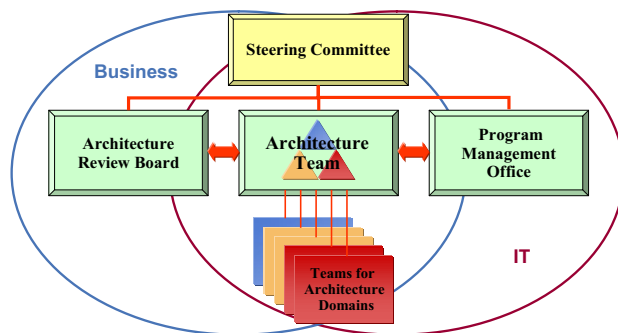 Steering Committee
Business
Architecture
Review Board
Architecture
Team
Program
Management
Office
IT
Teams for
Architecture
Domains